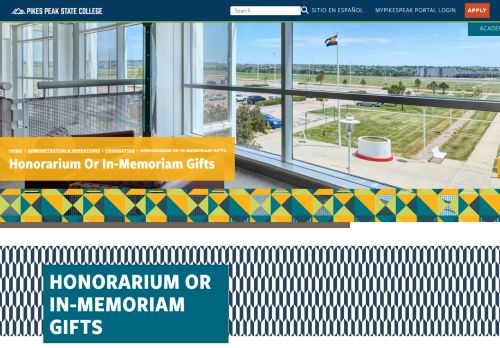 PIKES PEAK STATE COLLEGE
Search
SITIO EN ESPAÑOL
MYPIKESPEAK PORTAL LOGIN
APPLY
ACADE
HOME > ADMINISTRATION & OPERATIONS > FOUNDATION > HONORARIUM OR IN-MEMORIAM GIFTS
Honorarium Or In-Memoriam Gifts
HONORARIUM OR
IN-MEMORIAM
GIFTS